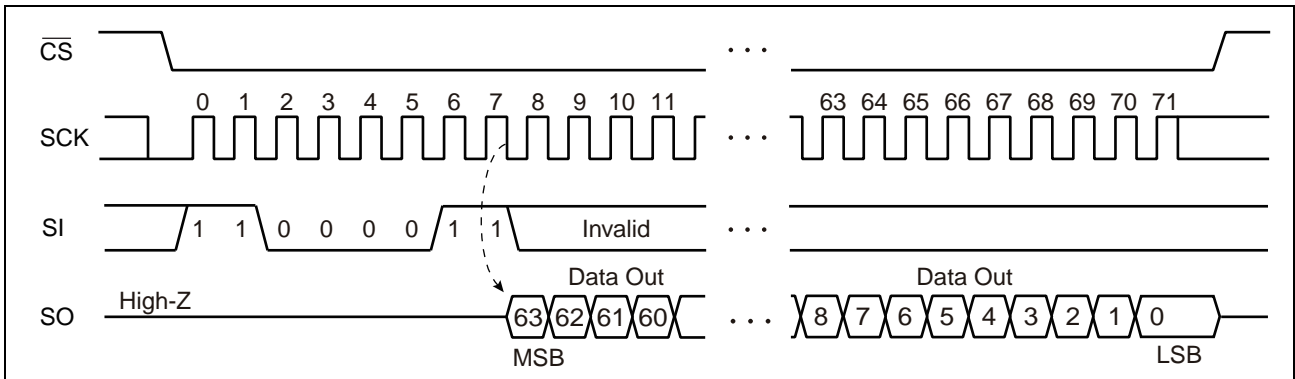 CS
· · ·
0 1 2 3 4 5 6 7 8 9 10 11 63 64 65 66 67 68 69 70 71
SCK
· · ·
SI 1 1 0 0 0 0 1 1 Invalid · · ·
Data Out Data Out
High-Z
SO 63 62 61 60 · · · 8 7 6 5 4 3 2 1 0
MSB LSB